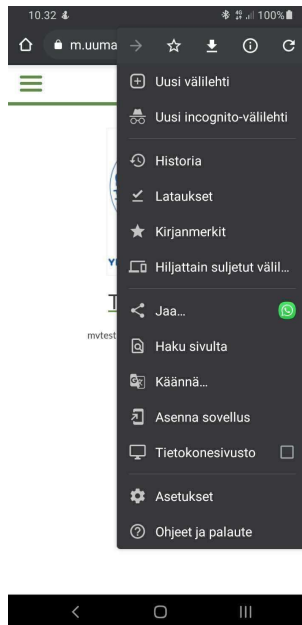 10.32
4G
100%
m.uuma
Uusi välilehti
Uusi incognito-välilehti
Historia
Lataukset
Kirjanmerkit
Hiljattain suljetut välil...
Jaa...
Haku sivulta
mvtest
Käännä...
Asenna sovellus
Tietokonesivusto
Asetukset
Ohjeet ja palaute